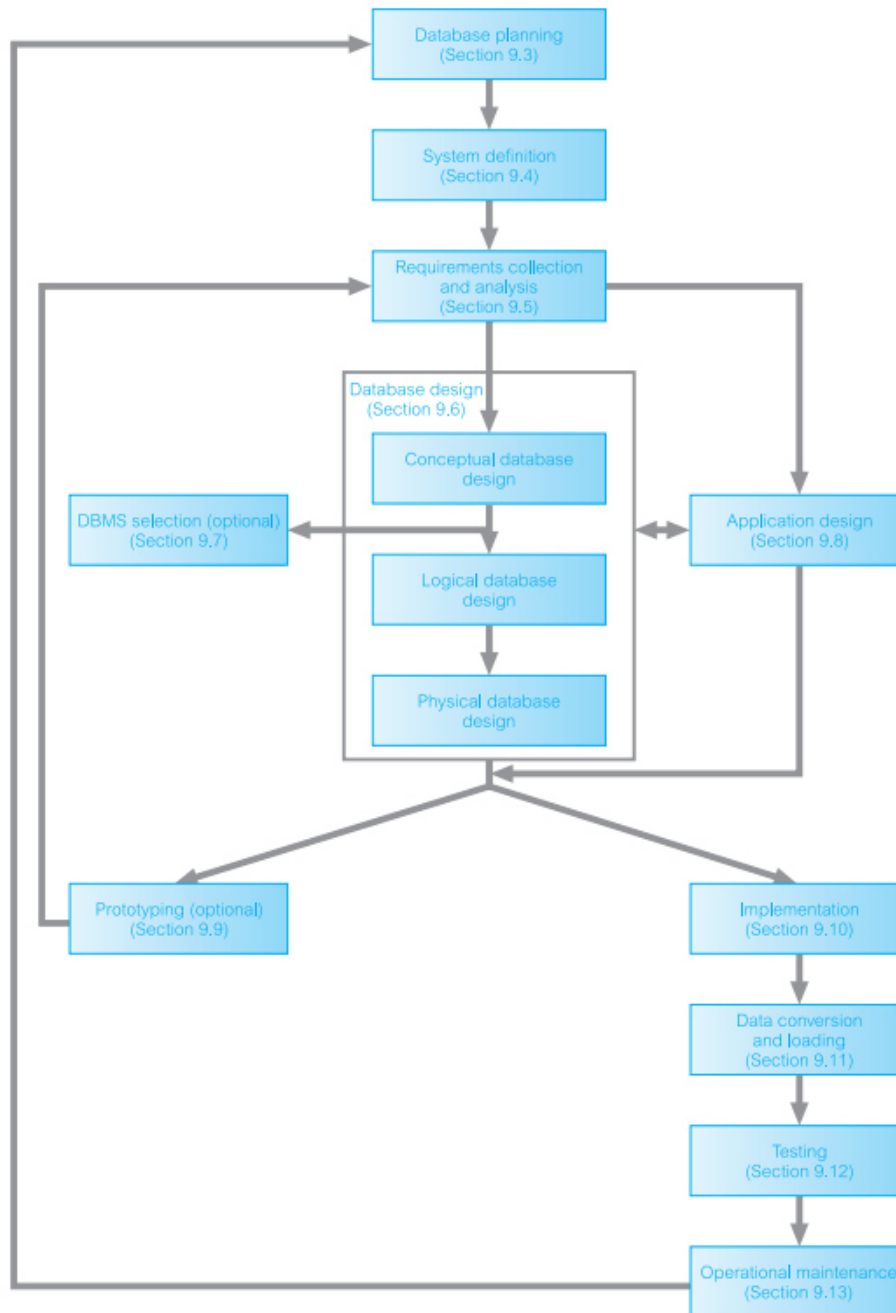 Database planning
(Section 9.3)
System definition
(Section 9.4)
Requirements collection
and analysis
(Section 9.5)
Database design
(Section 9.6)
Conceptual database
design
DBMS selection (optional)
(Section 9.7)
Application design
(Section 9.8)
Logical database
design
Physical database
design
Prototyping (optional)
(Section 9.9)
Implementation
(Section 9.10)
Data conversion
and loading
(Section 9.11)
Testing
(Section 9.12)
Operational maintenance
(Section 9.13)